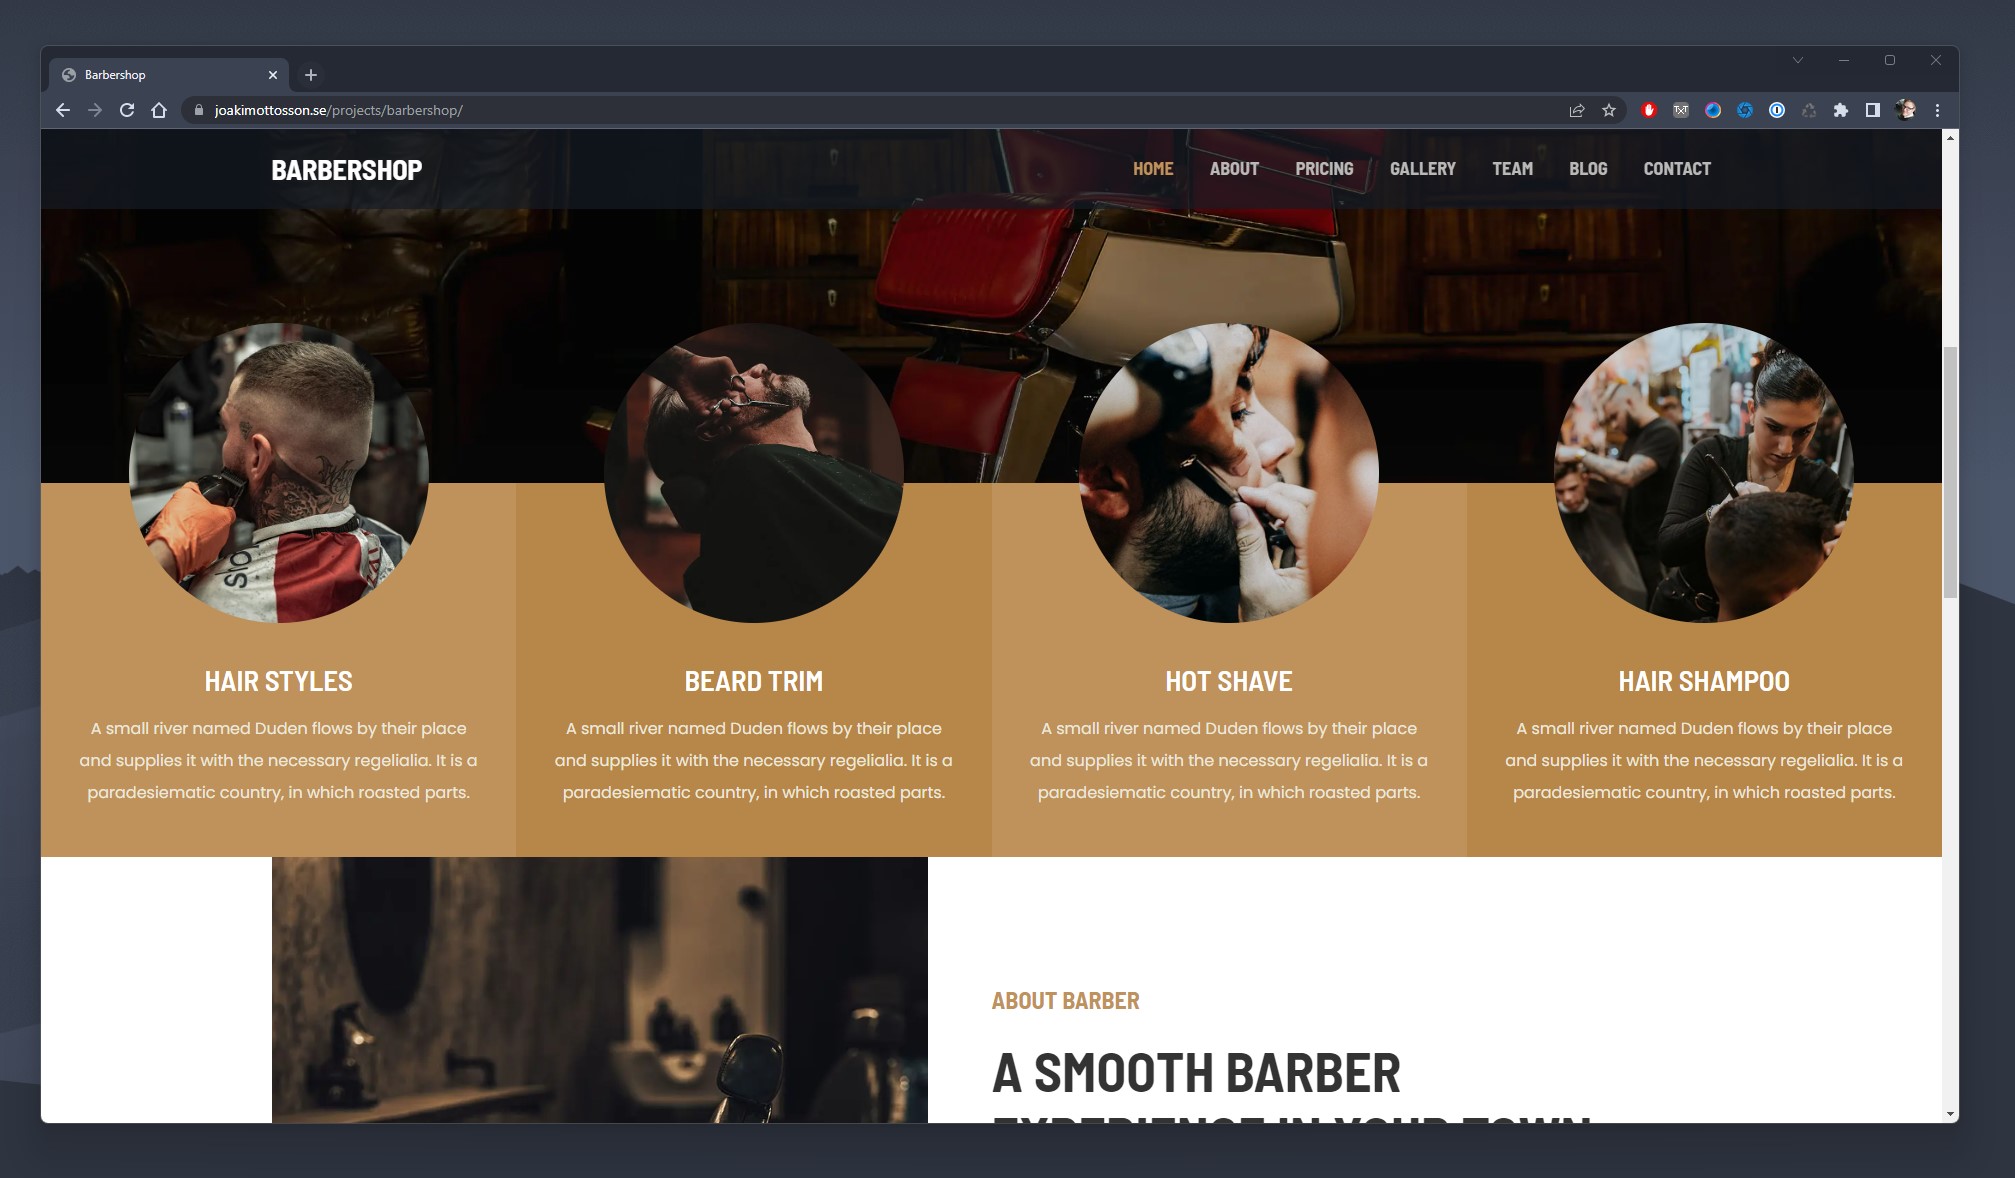 Barbershop
joakimottosson.se/projects/barbershop/
BARBERSHOP
HOME ABOUT PRICING GALLERY TEAM BLOG CONTACT
HAIR STYLES
A small river named Duden flows by their place
and supplies it with the necessary regelialia. It is a
paradesiematic country, in which roasted parts.
BEARD TRIM
A small river named Duden flows by their place
and supplies it with the necessary regelialia. It is a
paradesiematic country, in which roasted parts.
HOT SHAVE
A small river named Duden flows by their place
and supplies it with the necessary regelialia. It is a
paradesiematic country, in which roasted parts.
HAIR SHAMPOO
A small river named Duden flows by their place
and supplies it with the necessary regelialia. It is a
paradesiematic country, in which roasted parts.
ABOUT BARBER
A SMOOTH BARBER
EXPERIENCE IN YOUR TOWN